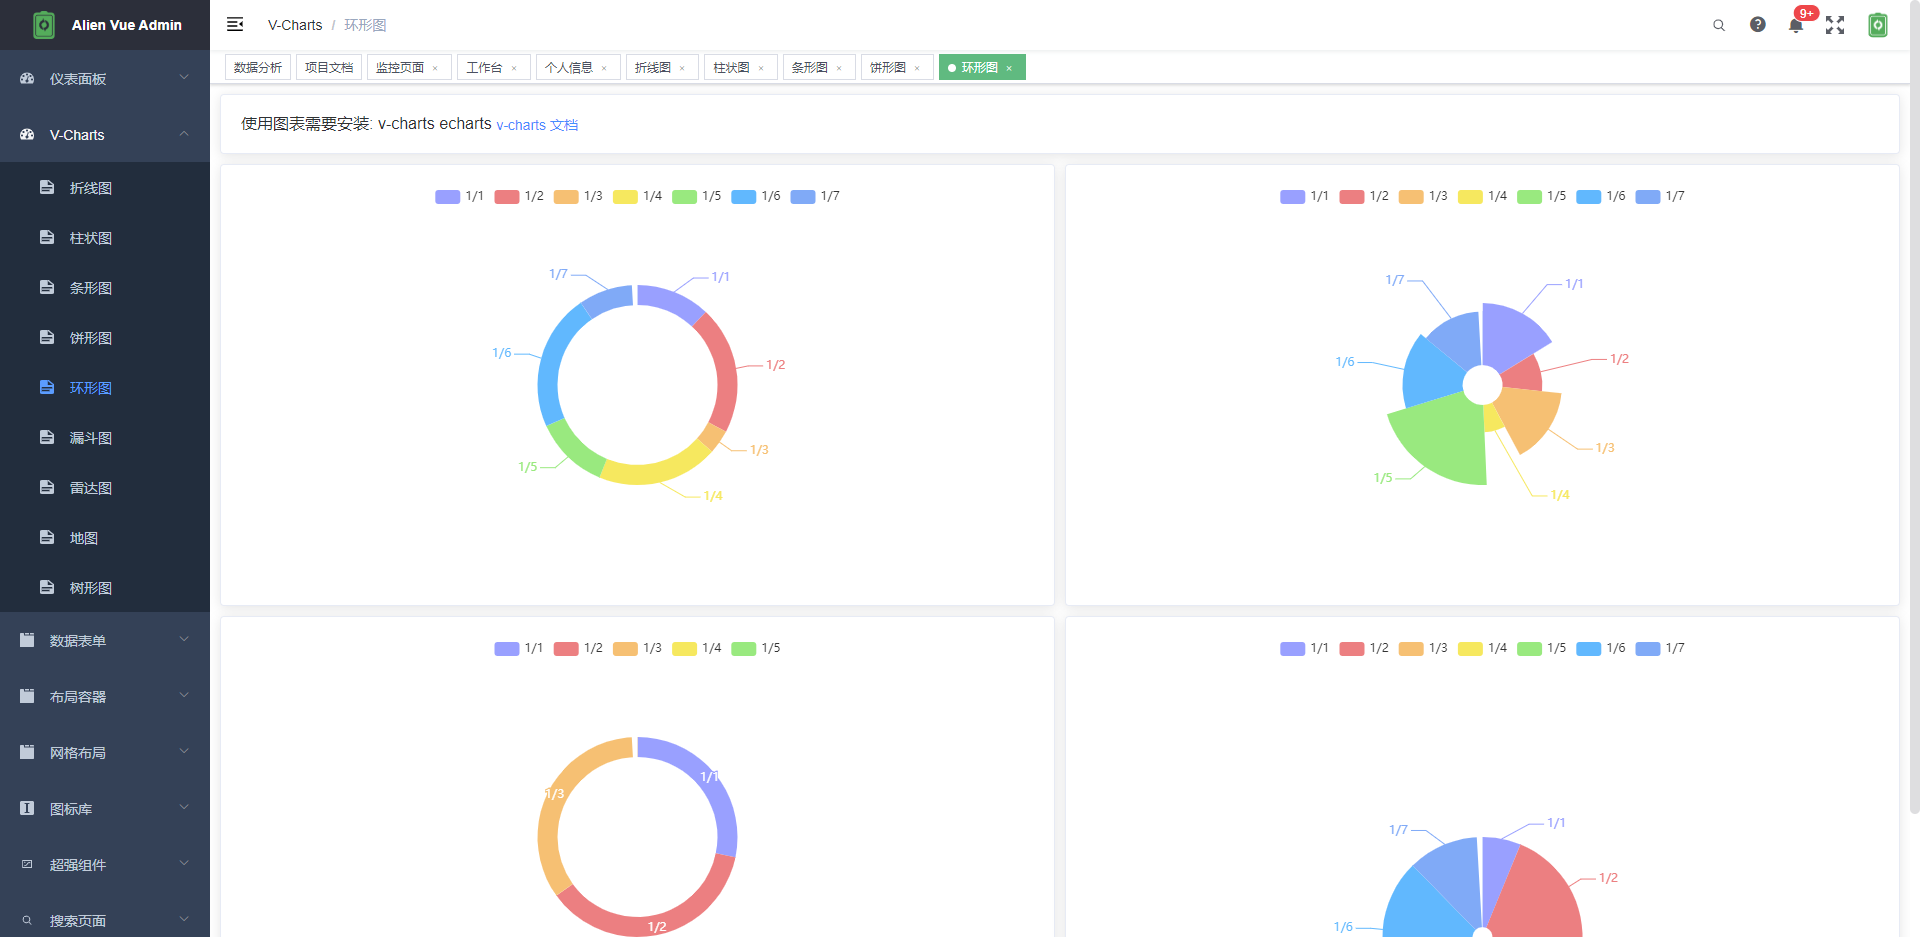 Alien Vue Admin
V-Charts / 环形图
9+
数据分析 项目文档 监控页面 × 工作台 × 个人信息 × 折线图 × 柱状图 × 条形图 × 饼形图 × 环形图 ×
仪表面板
V-Charts
折线图
柱状图
条形图
饼形图
环形图
漏斗图
雷达图
地图
树形图
数据表单
布局容器
网格布局
图标库
超强组件
搜索页面
使用图表需要安装: v-charts echarts v-charts 文档
1/1 1/2 1/3 1/4 1/5 1/6 1/7
1/7 1/1
1/6 1/2
1/5 1/3
1/4
1/1 1/2 1/3 1/4 1/5 1/6 1/7
1/7 1/1
1/6 1/2
1/5 1/3
1/4
1/1 1/2 1/3 1/4 1/5
1/1
1/3
1/2
1/1 1/2 1/3 1/4 1/5 1/6 1/7
1/7 1/1
1/2
1/6